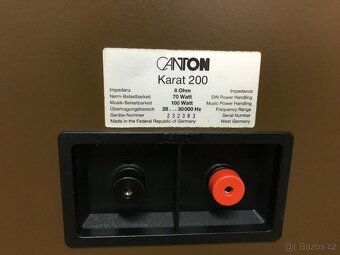 CANTON
Karat 200
Impedanz 8 Ohm Impedance
Nenn-Belastbarkeit 70 Watt DIN Power Handling
Musik-Belastbarkeit 100 Watt Music Power Handling
Übertragungsbereich 28...30000 Hz Frequency Range
Geräte-Nummer 232383 Serial Number
Made in the Federal Republic of Germany West Germany
Bazos.cz